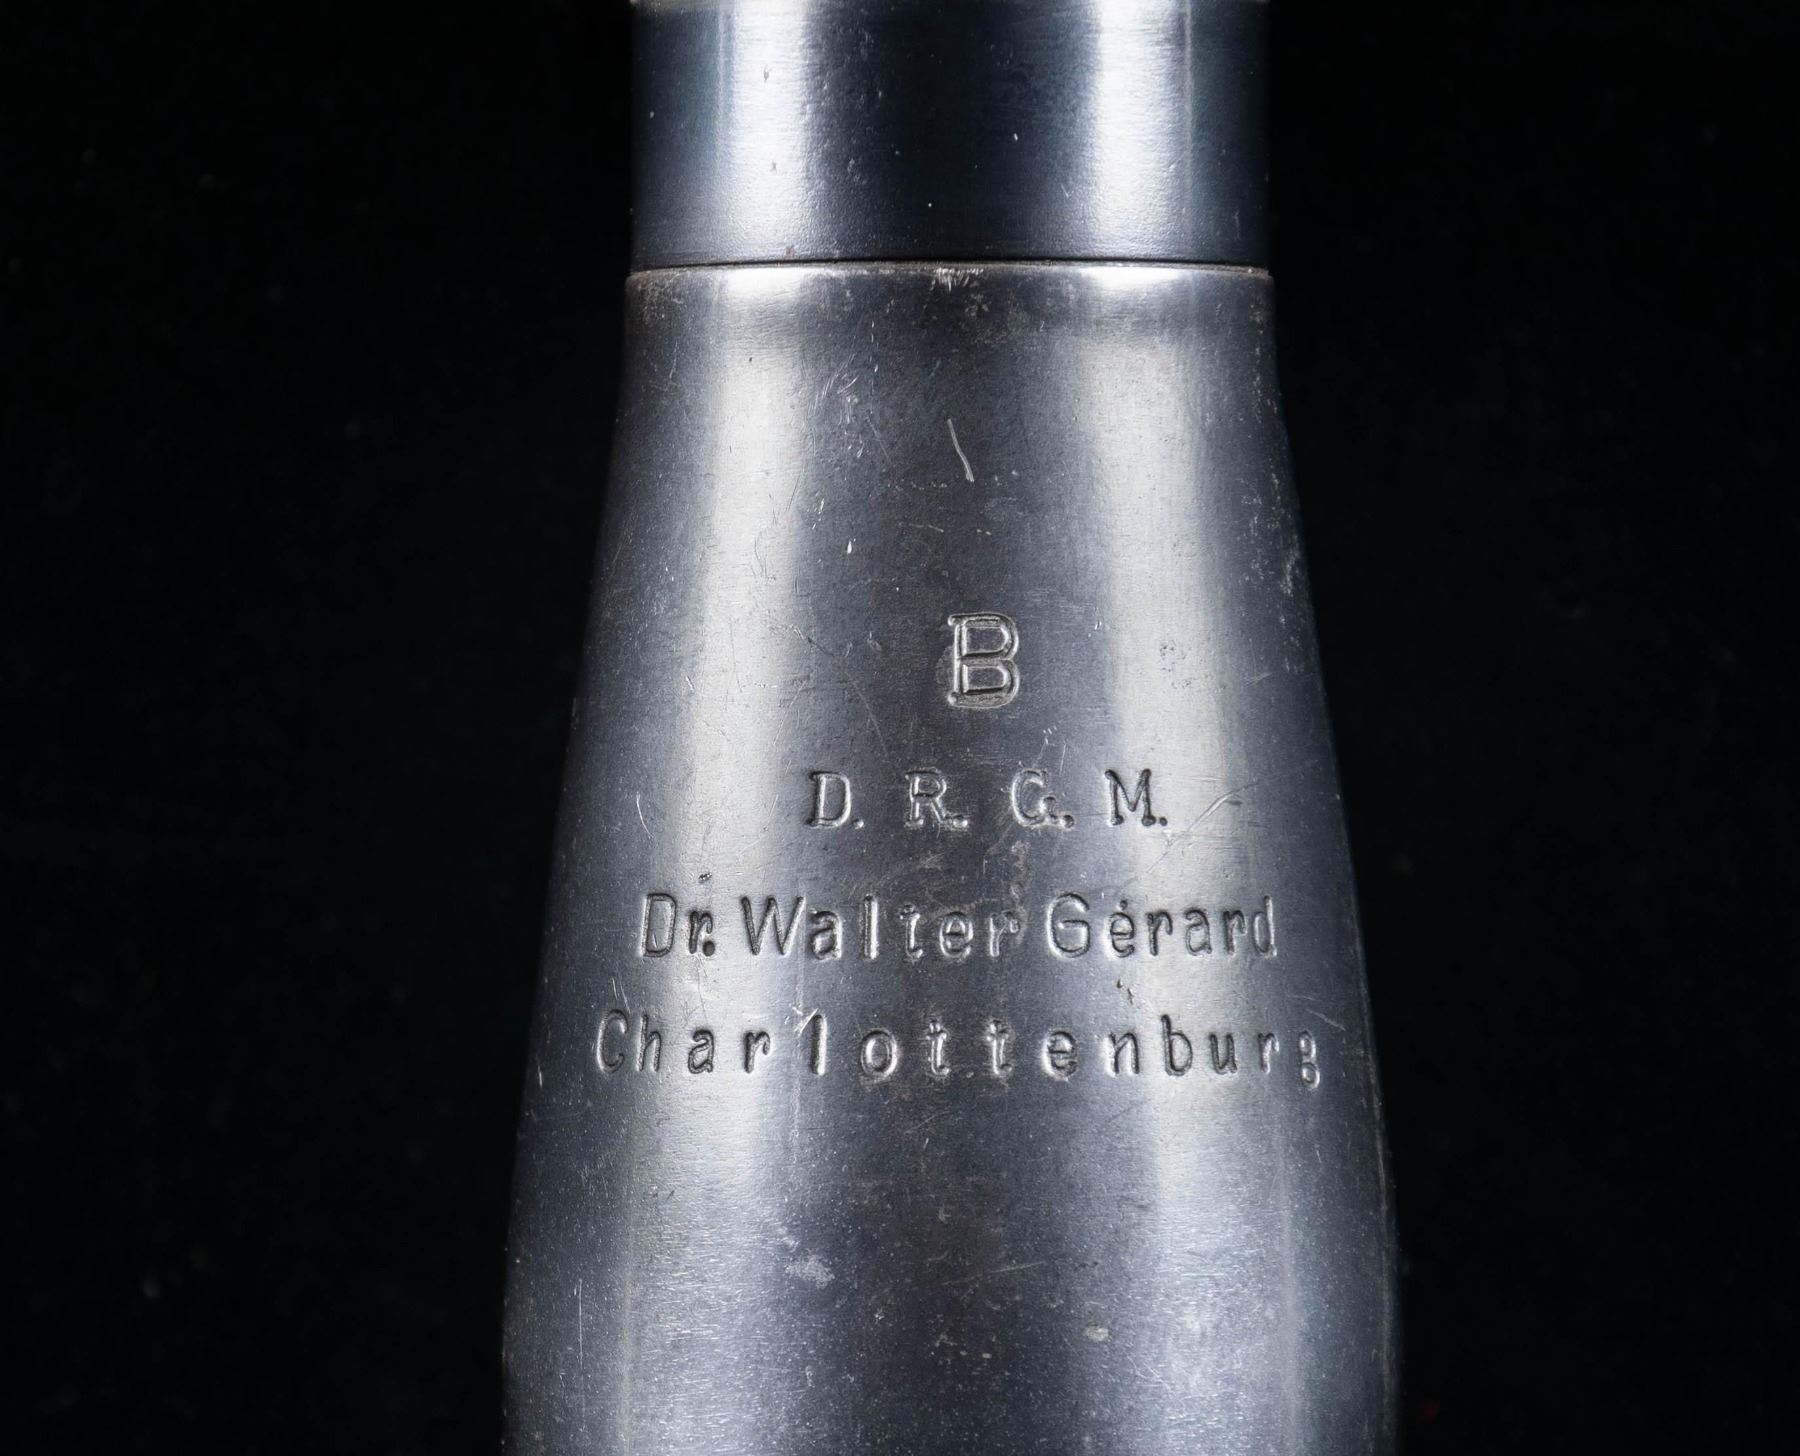 B
D. R. G. M.
Dr. Walter Gérard
Charlottenburg